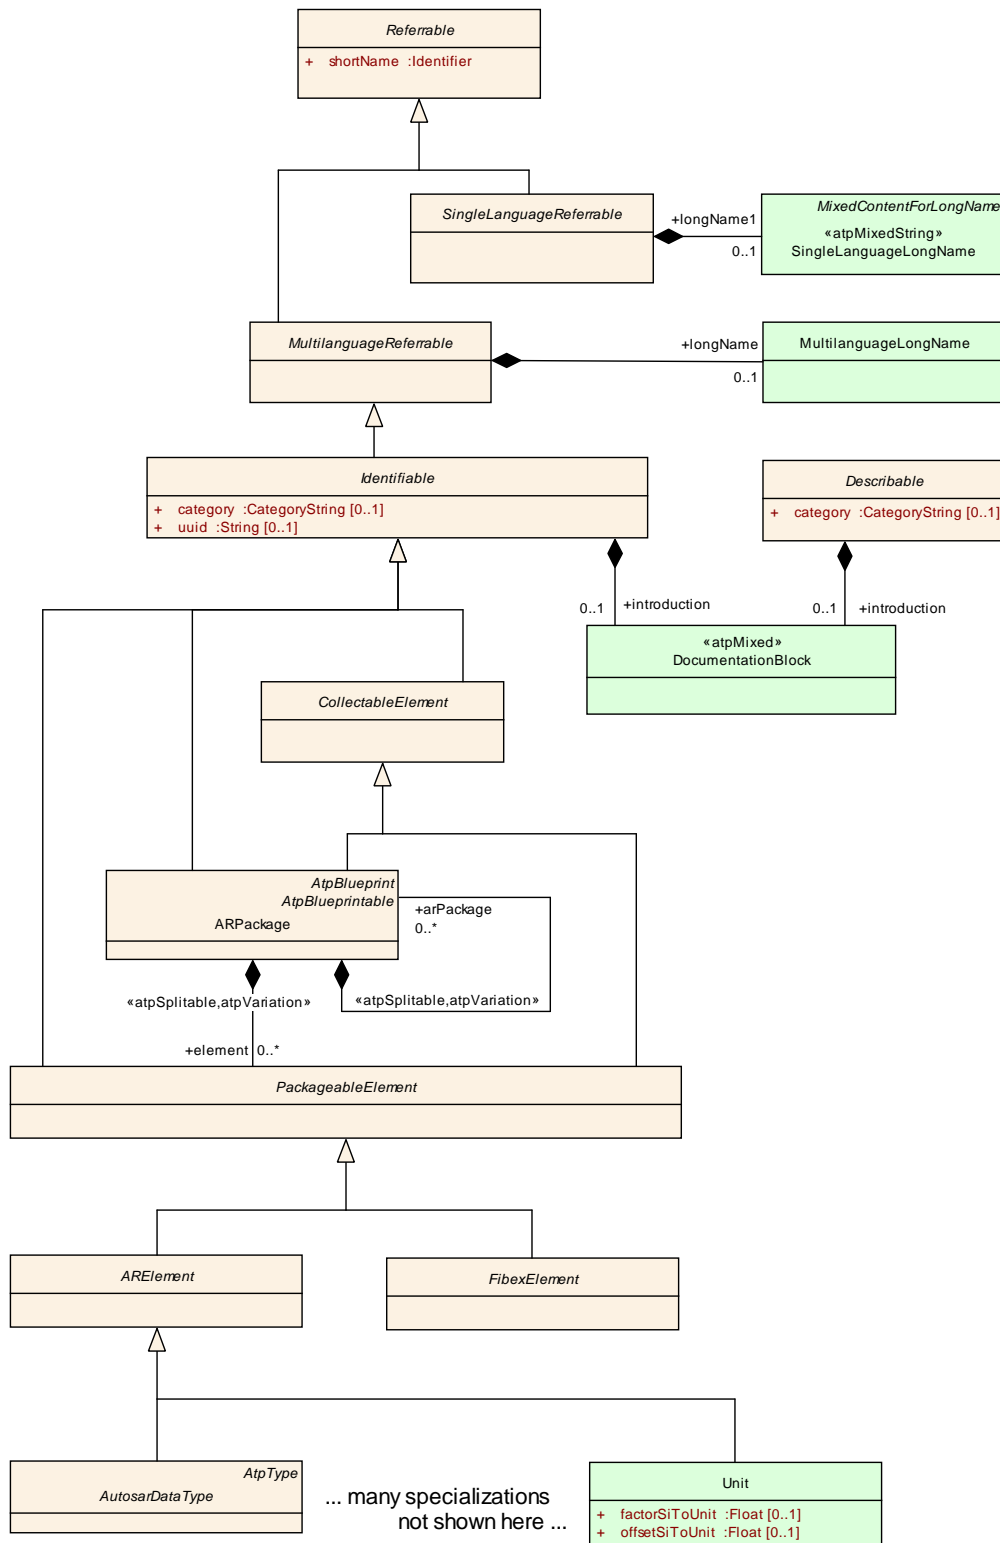 Referrable
+ shortName :Identifier
SingleLanguageReferrable
+longName1
0..1
MixedContentForLongName
«atpMixedString»
SingleLanguageLongName
MultilanguageReferrable
+longName
0..1
MultilanguageLongName
Identifiable
+ category :CategoryString [0..1]
+ uuid :String [0..1]
Describable
+ category :CategoryString [0..1]
0..1 +introduction
0..1 +introduction
«atpMixed»
DocumentationBlock
CollectableElement
AtpBlueprint
AtpBlueprintable
ARPackage
+arPackage
0..*
«atpSplitable,atpVariation»
«atpSplitable,atpVariation»
+element 0..*
PackageableElement
ARElement
FibexElement
AtpType
AutosarDataType
... many specializations
not shown here ...
Unit
+ factorSiToUnit :Float [0..1]
+ offsetSiToUnit :Float [0..1]